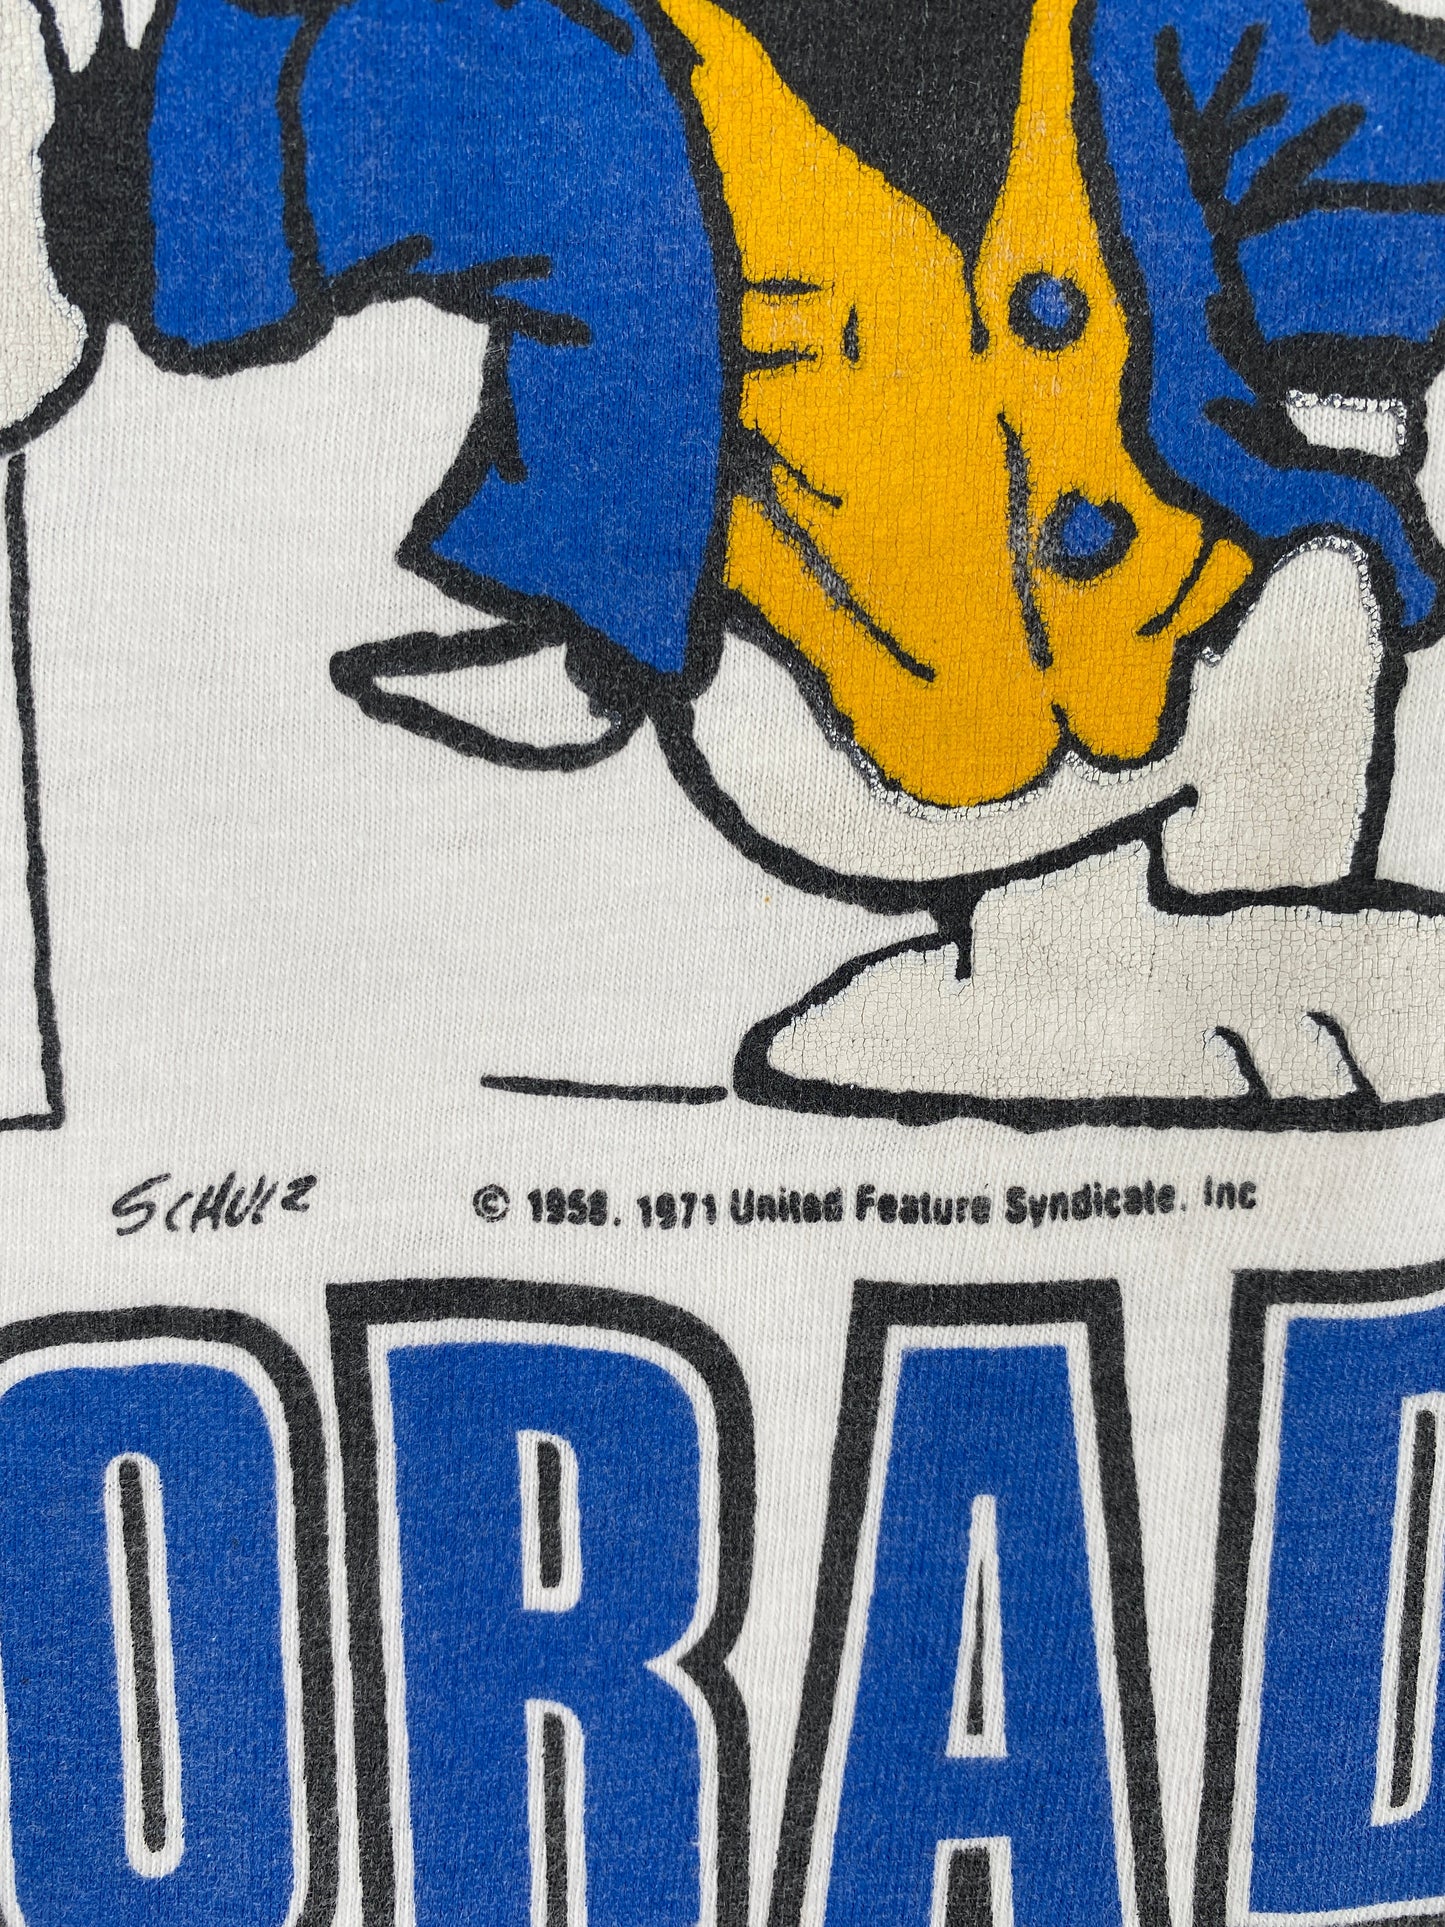 SCHULZ
© 1958, 1971 United Feature Syndicate, Inc
ORAD